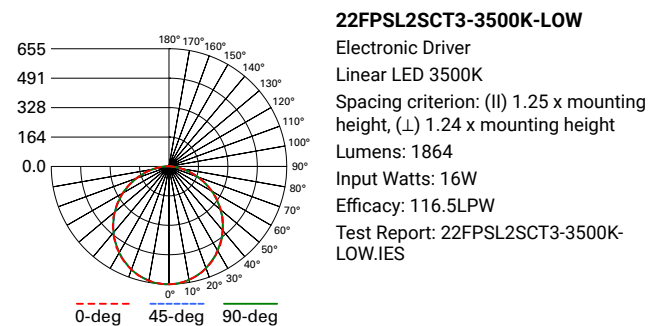 22FPSL2SCT3-3500K-LOW
Electronic Driver
Linear LED 3500K
Spacing criterion: (II) 1.25 x mounting
height, (⊥) 1.24 x mounting height
Lumens: 1864
Input Watts: 16W
Efficacy: 116.5LPW
Test Report: 22FPSL2SCT3-3500K-
LOW.IES
655
491
328
164
0.0
180°
170°
160°
150°
140°
130°
120°
110°
100°
90°
80°
70°
60°
50°
40°
30°
20°
10°
0°
0-deg
45-deg
90-deg